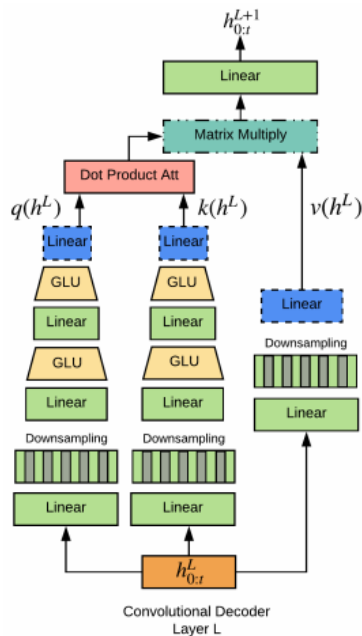 h^{L+1}_{0:t}
Linear
Matrix Multiply
Dot Product Att
q(h^L) k(h^L) v(h^L)
Linear Linear
GLU GLU Linear
Linear Linear Downsampling
GLU GLU
Linear Linear Linear
Downsampling Downsampling
Linear Linear
h^L_{0:t}
Convolutional Decoder
Layer L